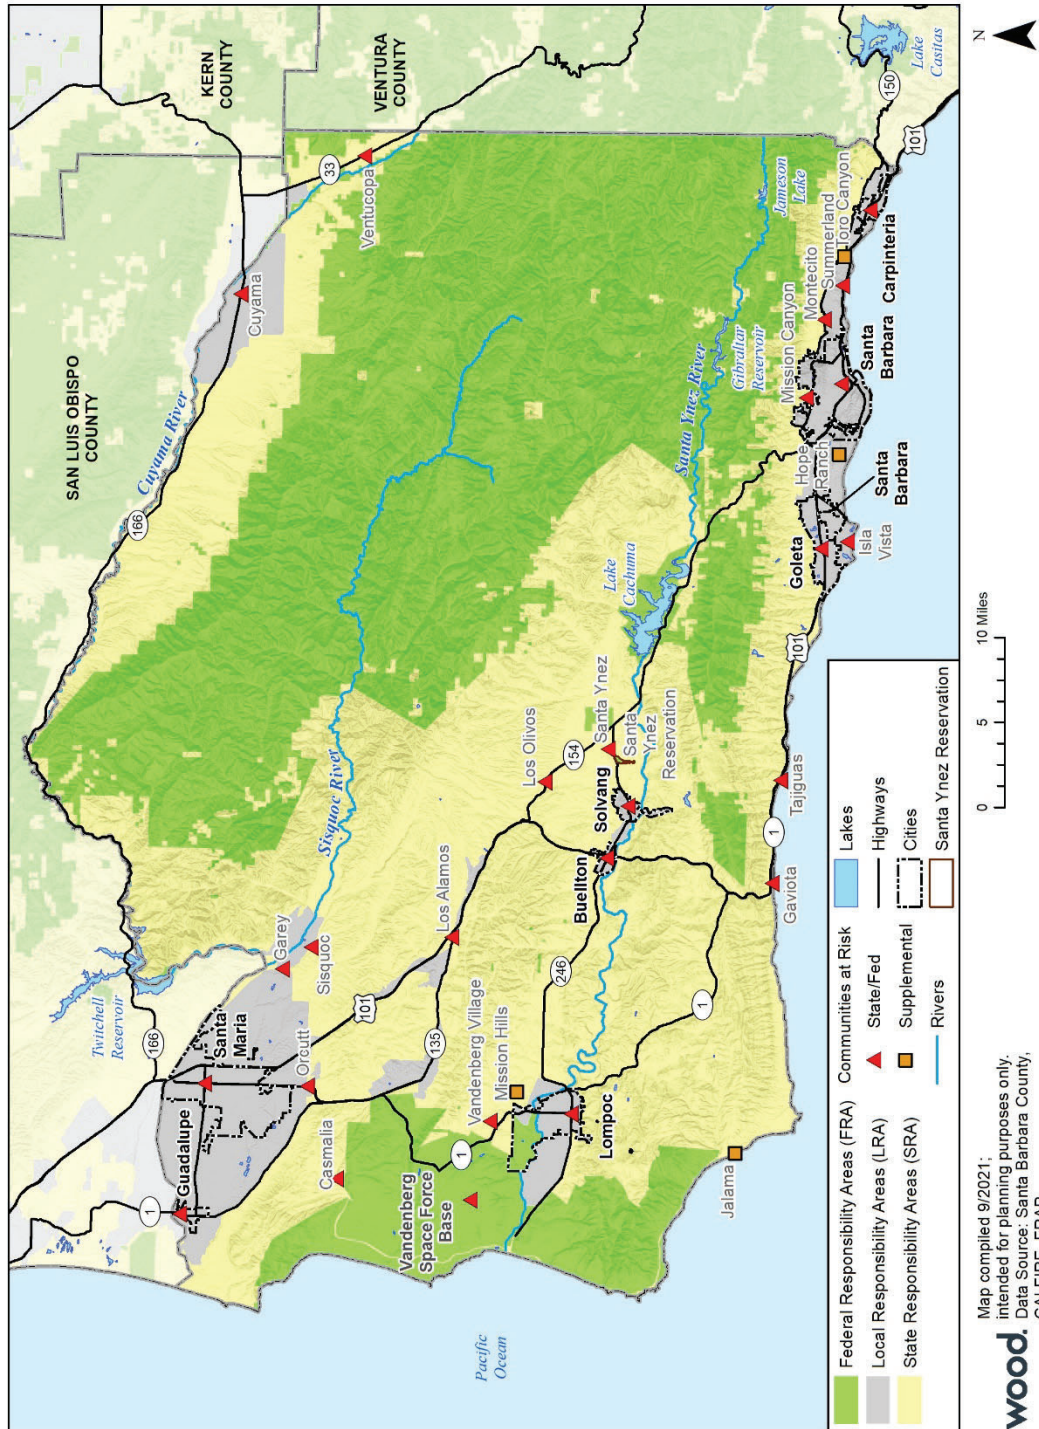 SAN LUIS OBISPO
COUNTY
KERN
COUNTY
VENTURA
COUNTY
Twitchell
Reservoir
166
Cuyama River
166
Cuyama
33
Ventucopa
1
Guadalupe
Santa
Maria
Garey
Sisquoc
Sisquoc River
Orcutt
101
Casmalia
135
Los Alamos
Vandenberg
Space Force
Base
1
Vandenberg Village
Mission Hills
Lompoc
246
Los Olivos
154
Buellton
Solvang
Santa Ynez
Santa
Ynez
Reservation
Lake
Cachuma
Santa Ynez River
Gibraltar
Reservoir
Jameson
Lake
1
Jalama
Gaviota
1
Tajiguas
101
Goleta
Isla
Vista
Hope
Ranch
Santa
Barbara
Mission Canyon
Santa
Barbara
Montecito
Summerland
Toro Canyon
Carpinteria
150
101
Lake
Casitas
Pacific
Ocean
Federal Responsibility Areas (FRA)
Local Responsibility Areas (LRA)
State Responsibility Areas (SRA)
Communities at Risk
State/Fed
Supplemental
Rivers
Lakes
Highways
Cities
Santa Ynez Reservation
wood.
Map compiled 9/2021;
intended for planning purposes only.
Data Source: Santa Barbara County,
CALFIRE, FRAP
0 5 10 Miles
N